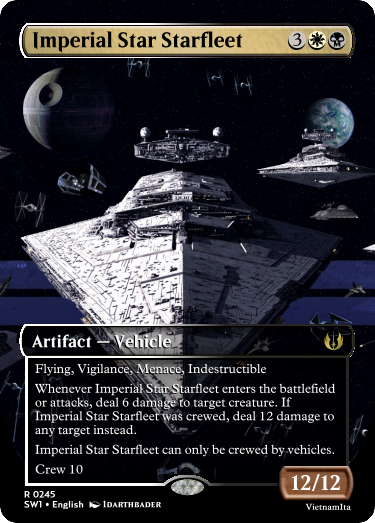 Imperial Star Starfleet 3
Artifact — Vehicle
Flying, Vigilance, Menace, Indestructible
Whenever Imperial Star Starfleet enters the battlefield
or attacks, deal 6 damage to target creature. If
Imperial Star Starfleet was crewed, deal 12 damage to
any target instead.
Imperial Star Starfleet can only be crewed by vehicles.
Crew 10
12/12
R 0245
SW1 • English IDARTHBADER
VietnamIta